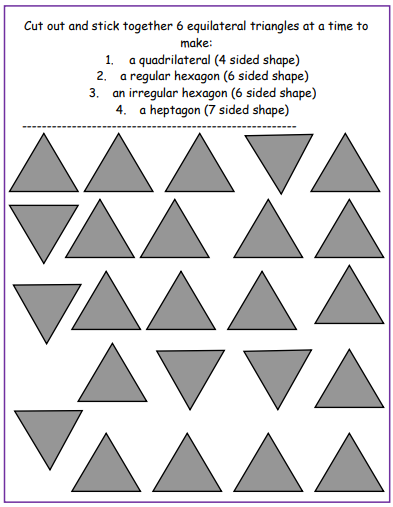 Cut out and stick together 6 equilateral triangles at a time to
make:
1. a quadrilateral (4 sided shape)
2. a regular hexagon (6 sided shape)
3. an irregular hexagon (6 sided shape)
4. a heptagon (7 sided shape)